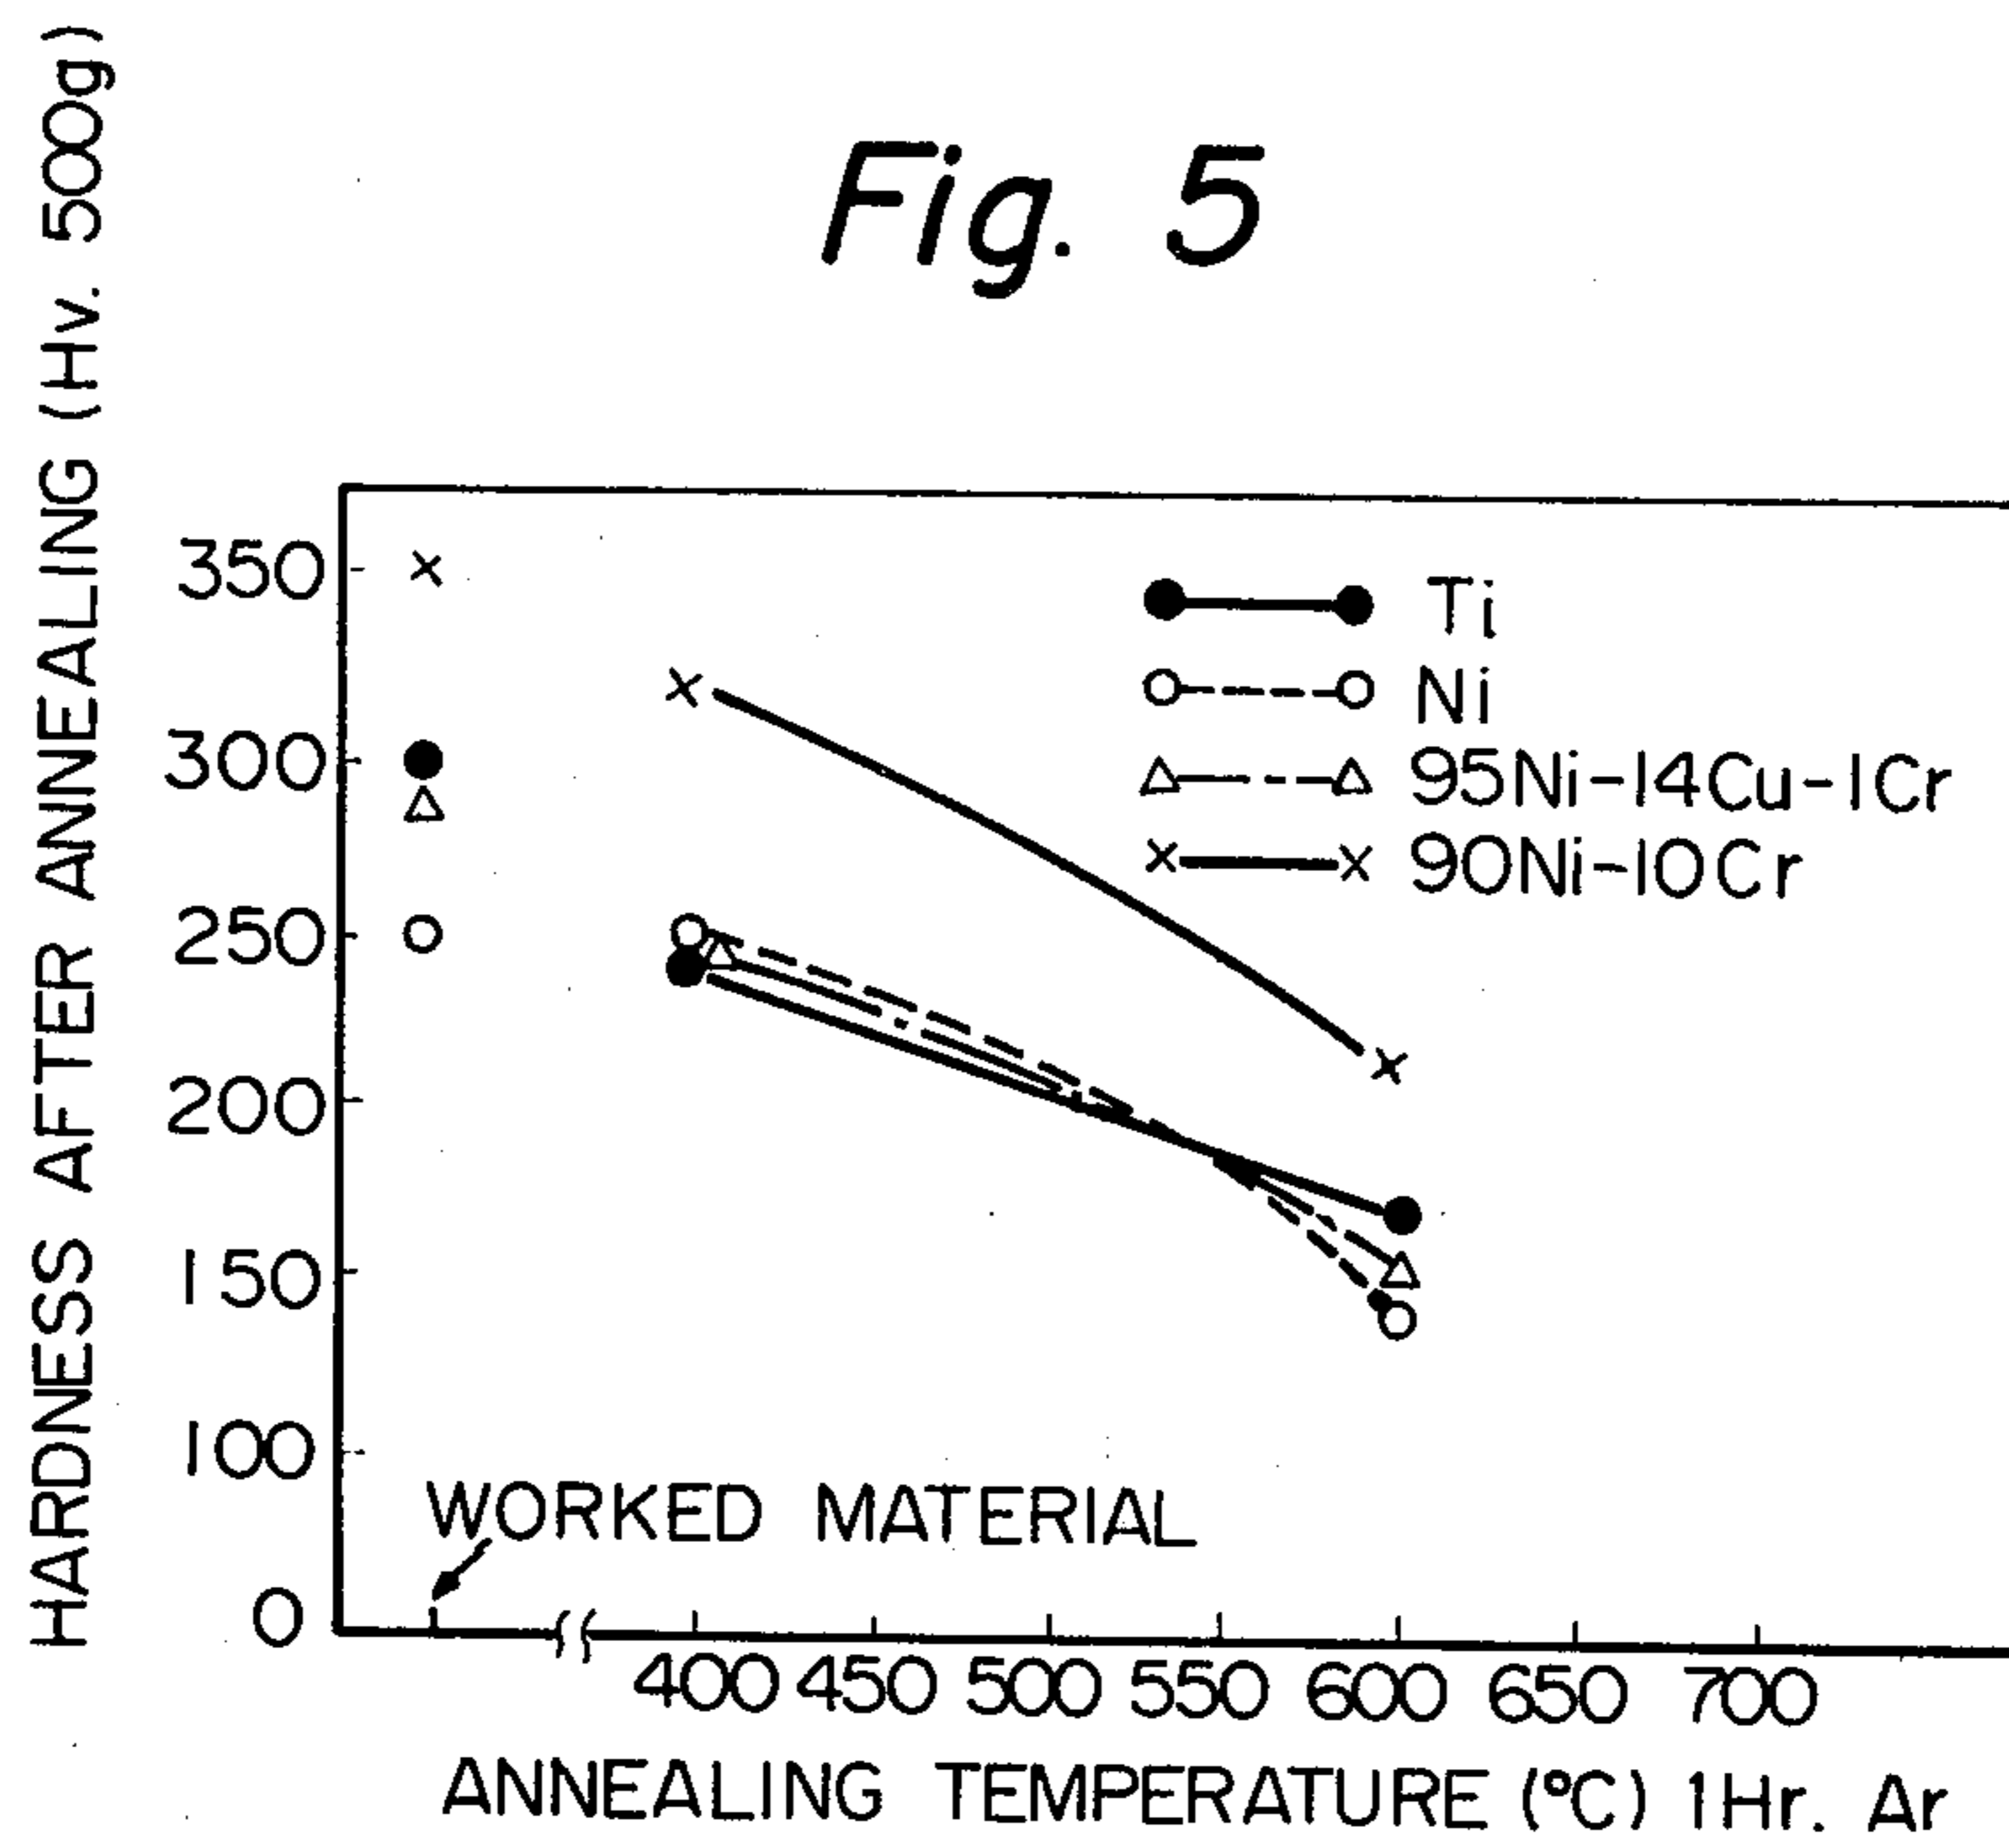 Fig. 5
HARDNESS AFTER ANNEALING (Hv. 500g)
350
300
250
200
150
100
0
Ti
Ni
95Ni-14Cu-1Cr
90Ni-10Cr
WORKED MATERIAL
400 450 500 550 600 650 700
ANNEALING TEMPERATURE (°C) 1Hr. Ar